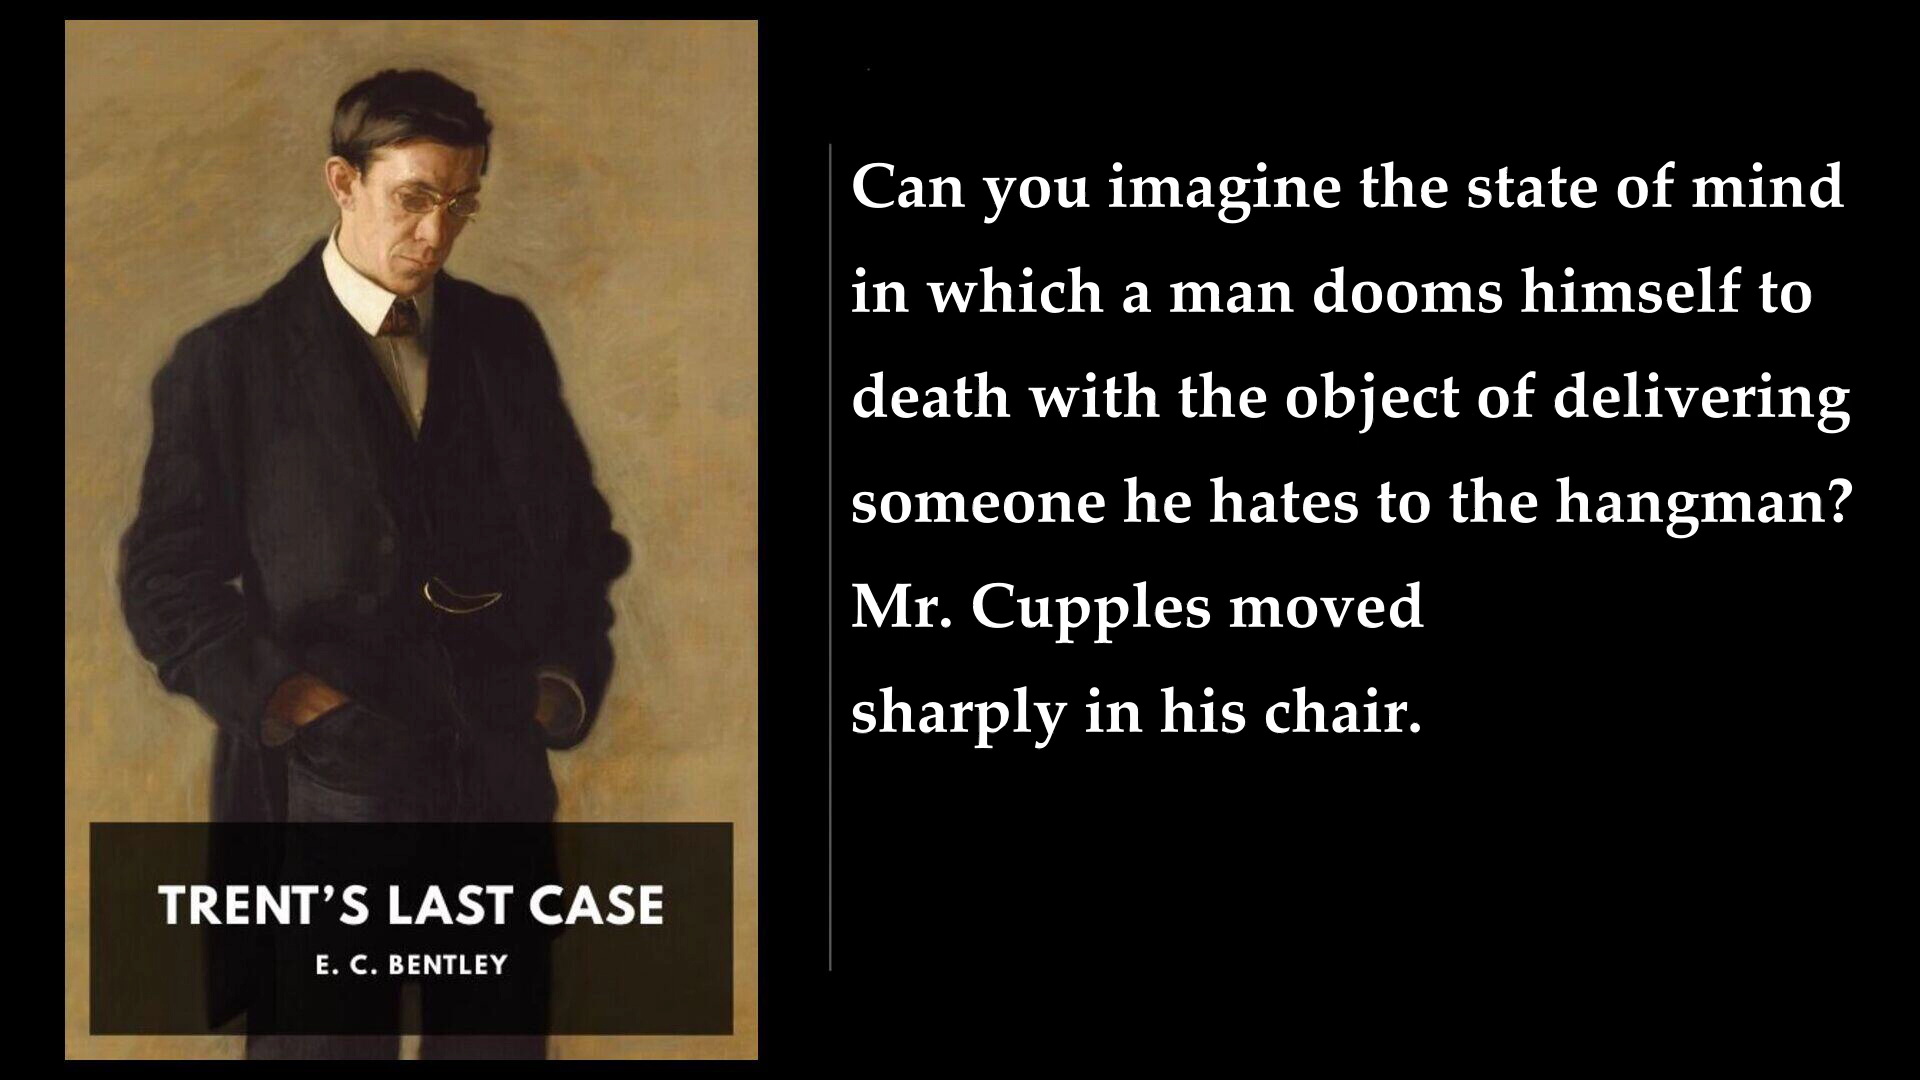 TRENT’S LAST CASE
E. C. BENTLEY
Can you imagine the state of mind
in which a man dooms himself to
death with the object of delivering
someone he hates to the hangman?
Mr. Cupples moved
sharply in his chair.